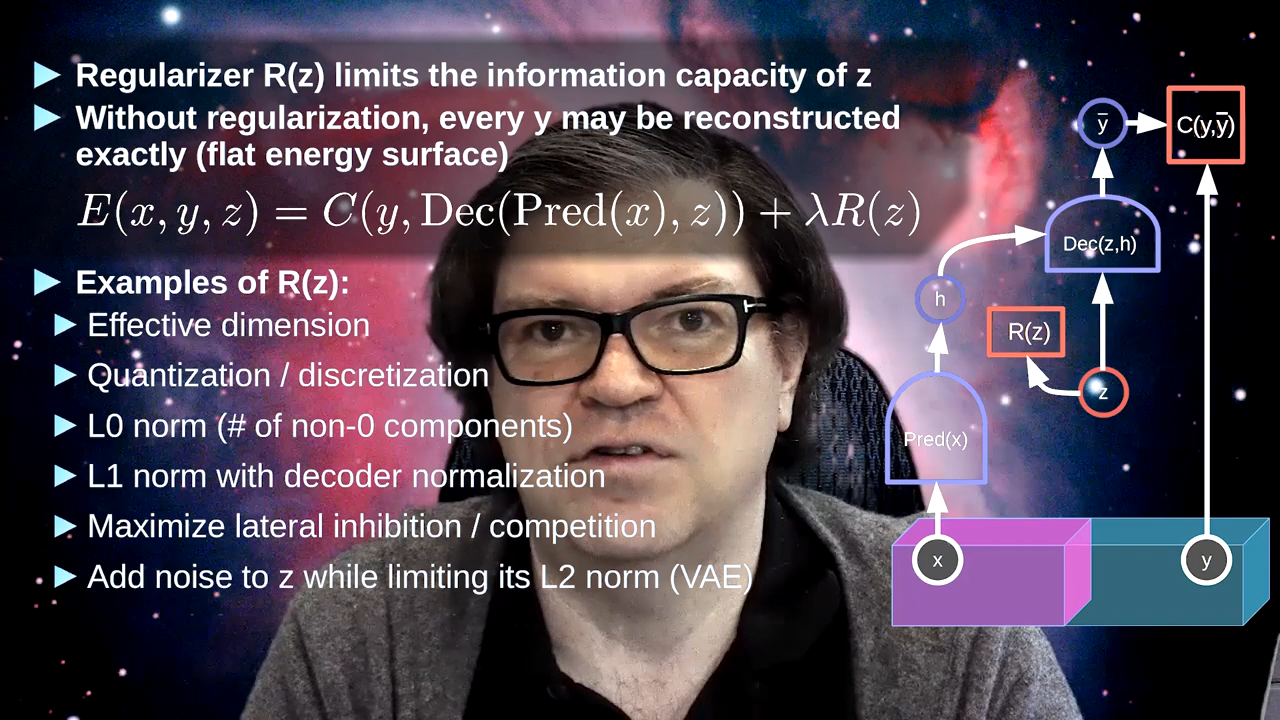 Regularizer R(z) limits the information capacity of z
Without regularization, every y may be reconstructed
exactly (flat energy surface)
E(x, y, z) = C(y, Dec(Pred(x), z)) + λR(z)
Examples of R(z):
Effective dimension
Quantization / discretization
L0 norm (# of non-0 components)
L1 norm with decoder normalization
Maximize lateral inhibition / competition
Add noise to z while limiting its L2 norm (VAE)
ȳ
C(y,ȳ)
Dec(z,h)
h
R(z)
z
Pred(x)
x
y